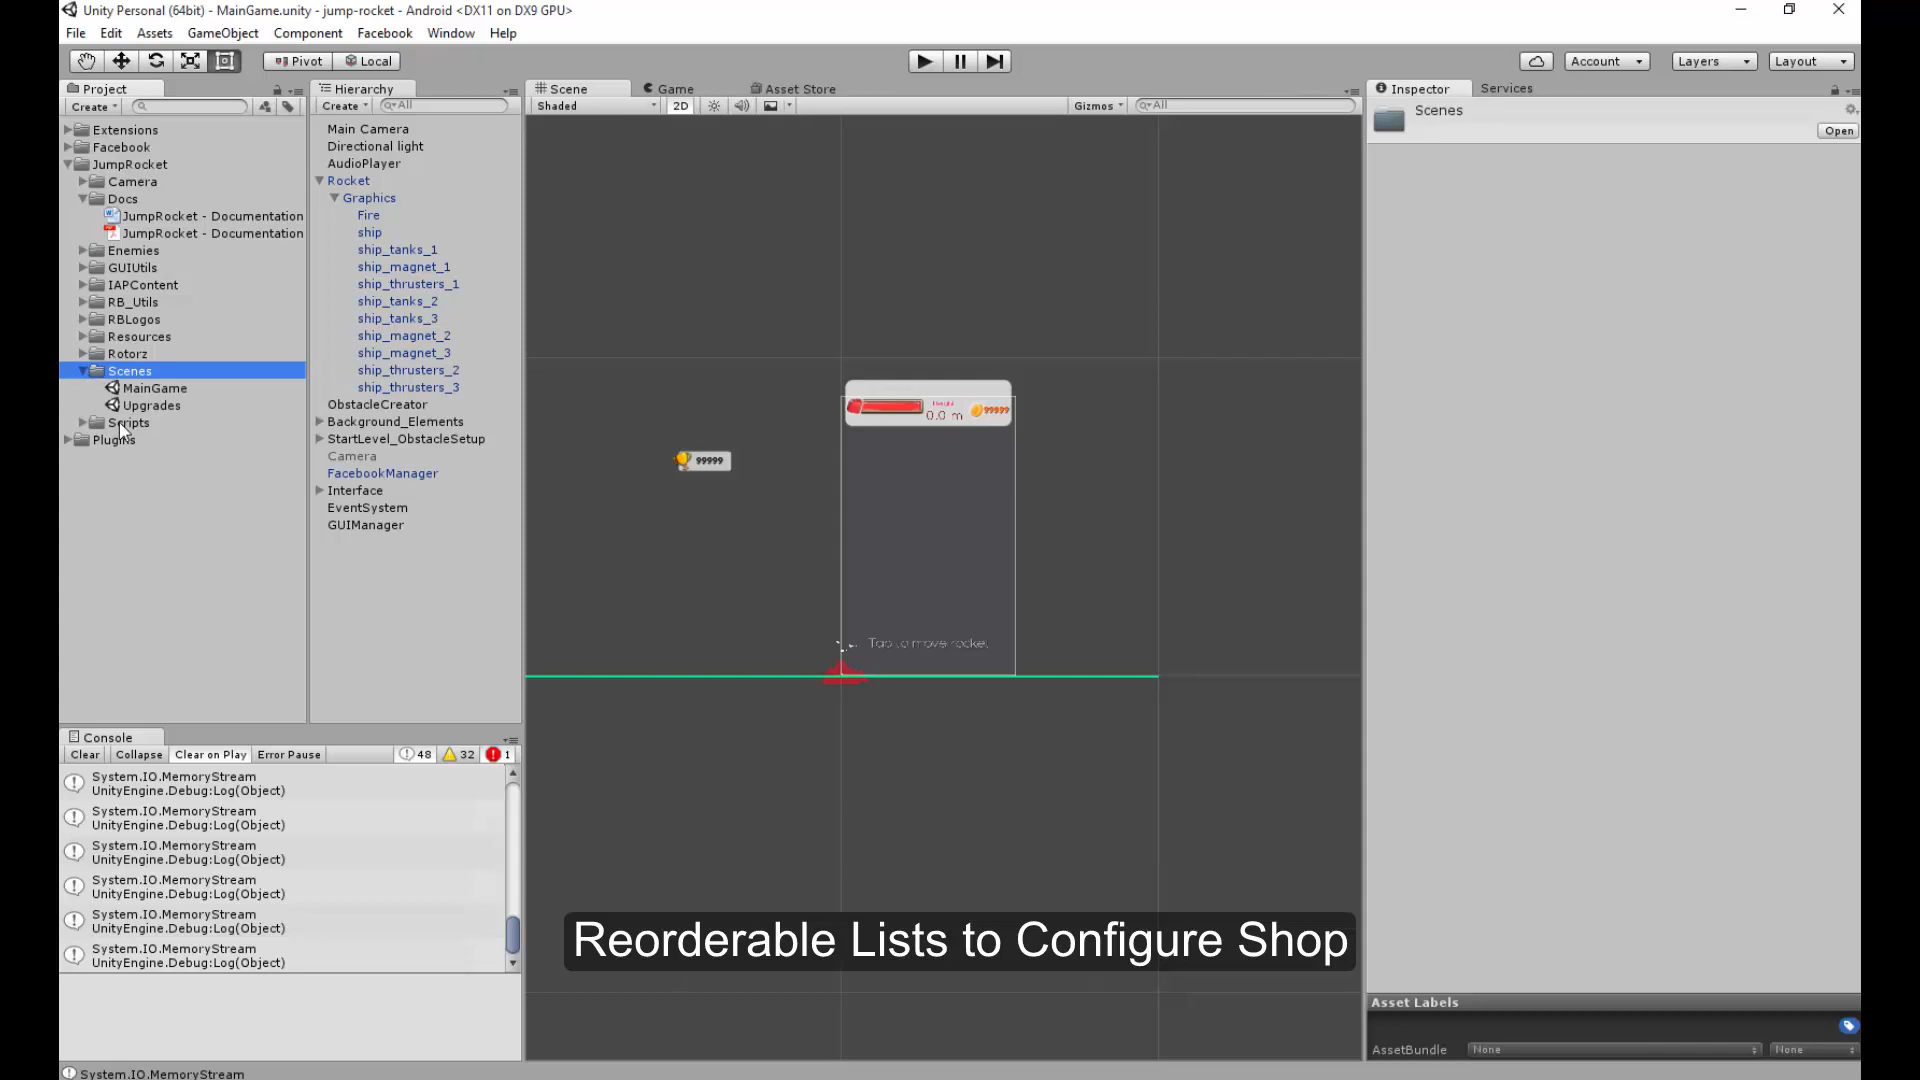 Unity Personal (64bit) - MainGame.unity - jump-rocket - Android <DX11 on DX9 GPU>
File Edit Assets GameObject Component Facebook Window Help
Pivot Local Account Layers Layout
Project
Create
Extensions
Facebook
JumpRocket
Camera
Docs
JumpRocket - Documentation
JumpRocket - Documentation
Enemies
GUIUtils
IAPContent
RB_Utils
RBLogos
Resources
Rotorz
Scenes
MainGame
Upgrades
Scripts
Plugins
Hierarchy
Create All
Main Camera
Directional light
AudioPlayer
Rocket
Graphics
Fire
ship
ship_tanks_1
ship_magnet_1
ship_thrusters_1
ship_tanks_2
ship_tanks_3
ship_magnet_2
ship_magnet_3
ship_thrusters_2
ship_thrusters_3
ObstacleCreator
Background_Elements
StartLevel_ObstacleSetup
Camera
FacebookManager
Interface
EventSystem
GUIManager
Scene Game Asset Store
Shaded 2D Gizmos All
Height
0.0 m 99999
99999
Tap to move rocket
Inspector Services
Scenes
Open
Console
Clear Collapse Clear on Play Error Pause 48 32 1
System.IO.MemoryStream
UnityEngine.Debug:Log(Object)
System.IO.MemoryStream
UnityEngine.Debug:Log(Object)
System.IO.MemoryStream
UnityEngine.Debug:Log(Object)
System.IO.MemoryStream
UnityEngine.Debug:Log(Object)
System.IO.MemoryStream
UnityEngine.Debug:Log(Object)
System.IO.MemoryStream
UnityEngine.Debug:Log(Object)
Reorderable Lists to Configure Shop
Asset Labels
AssetBundle None None
System.IO.MemoryStream